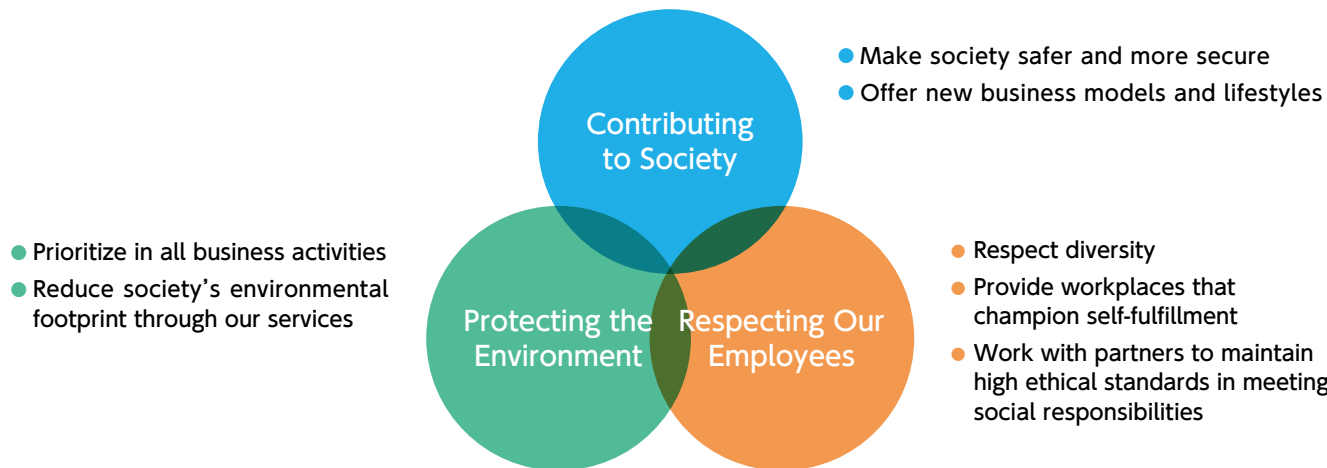 Make society safer and more secure
Offer new business models and lifestyles
Contributing
to Society
Prioritize in all business activities
Reduce society’s environmental
footprint through our services
Protecting the
Environment
Respecting Our
Employees
Respect diversity
Provide workplaces that
champion self-fulfillment
Work with partners to maintain
high ethical standards in meeting
social responsibilities